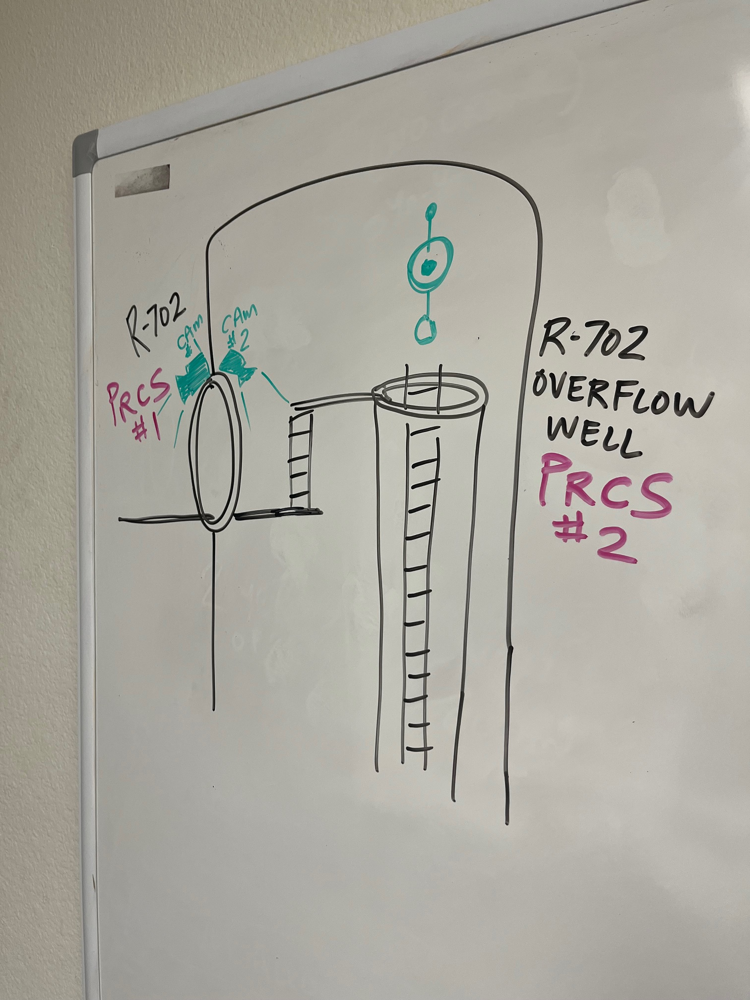 R-702
CAM
#1
CAM
#2
PRCS
#1
R-702
OVERFLOW
WELL
PRCS
#2